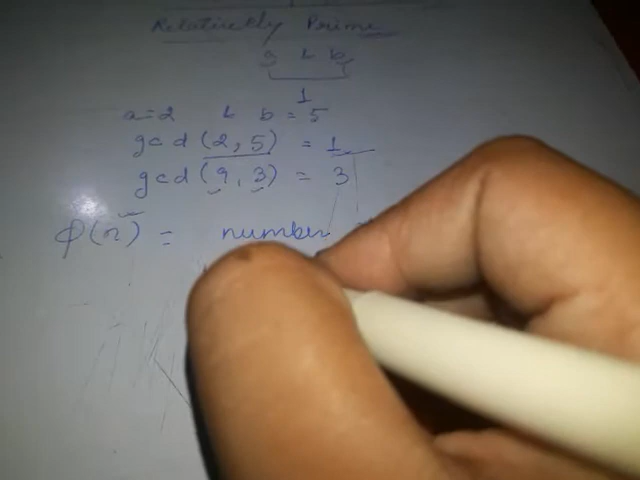 Relatively Prime
a & b
1
a=2 & b = 5
gcd (2, 5) = 1
gcd (9, 3) = 3
φ(n) = number